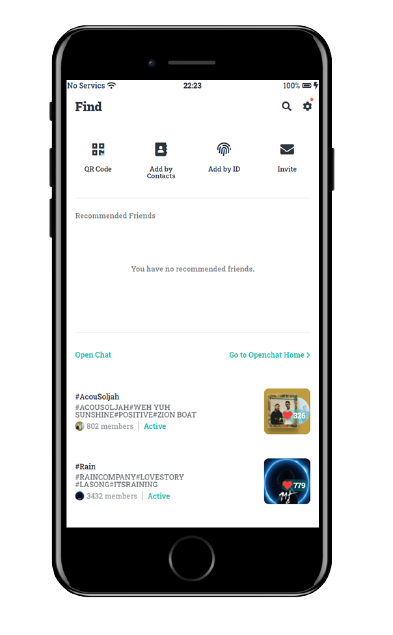 No Servics 22:23 100%
Find
QR Code
Add by
Contacts
Add by ID
Invite
Recommended Friends
You have no recommended friends.
Open Chat Go to Openchat Home >
#AcouSoljah
#ACOUSOLJAH#WEH YUH
SUNSHINE#POSITIVE#ZION BOAT
802 members Active
326
#Rain
#RAINCOMPANY#LOVESTORY
#LASONG#ITSRAINING
3432 members Active
779